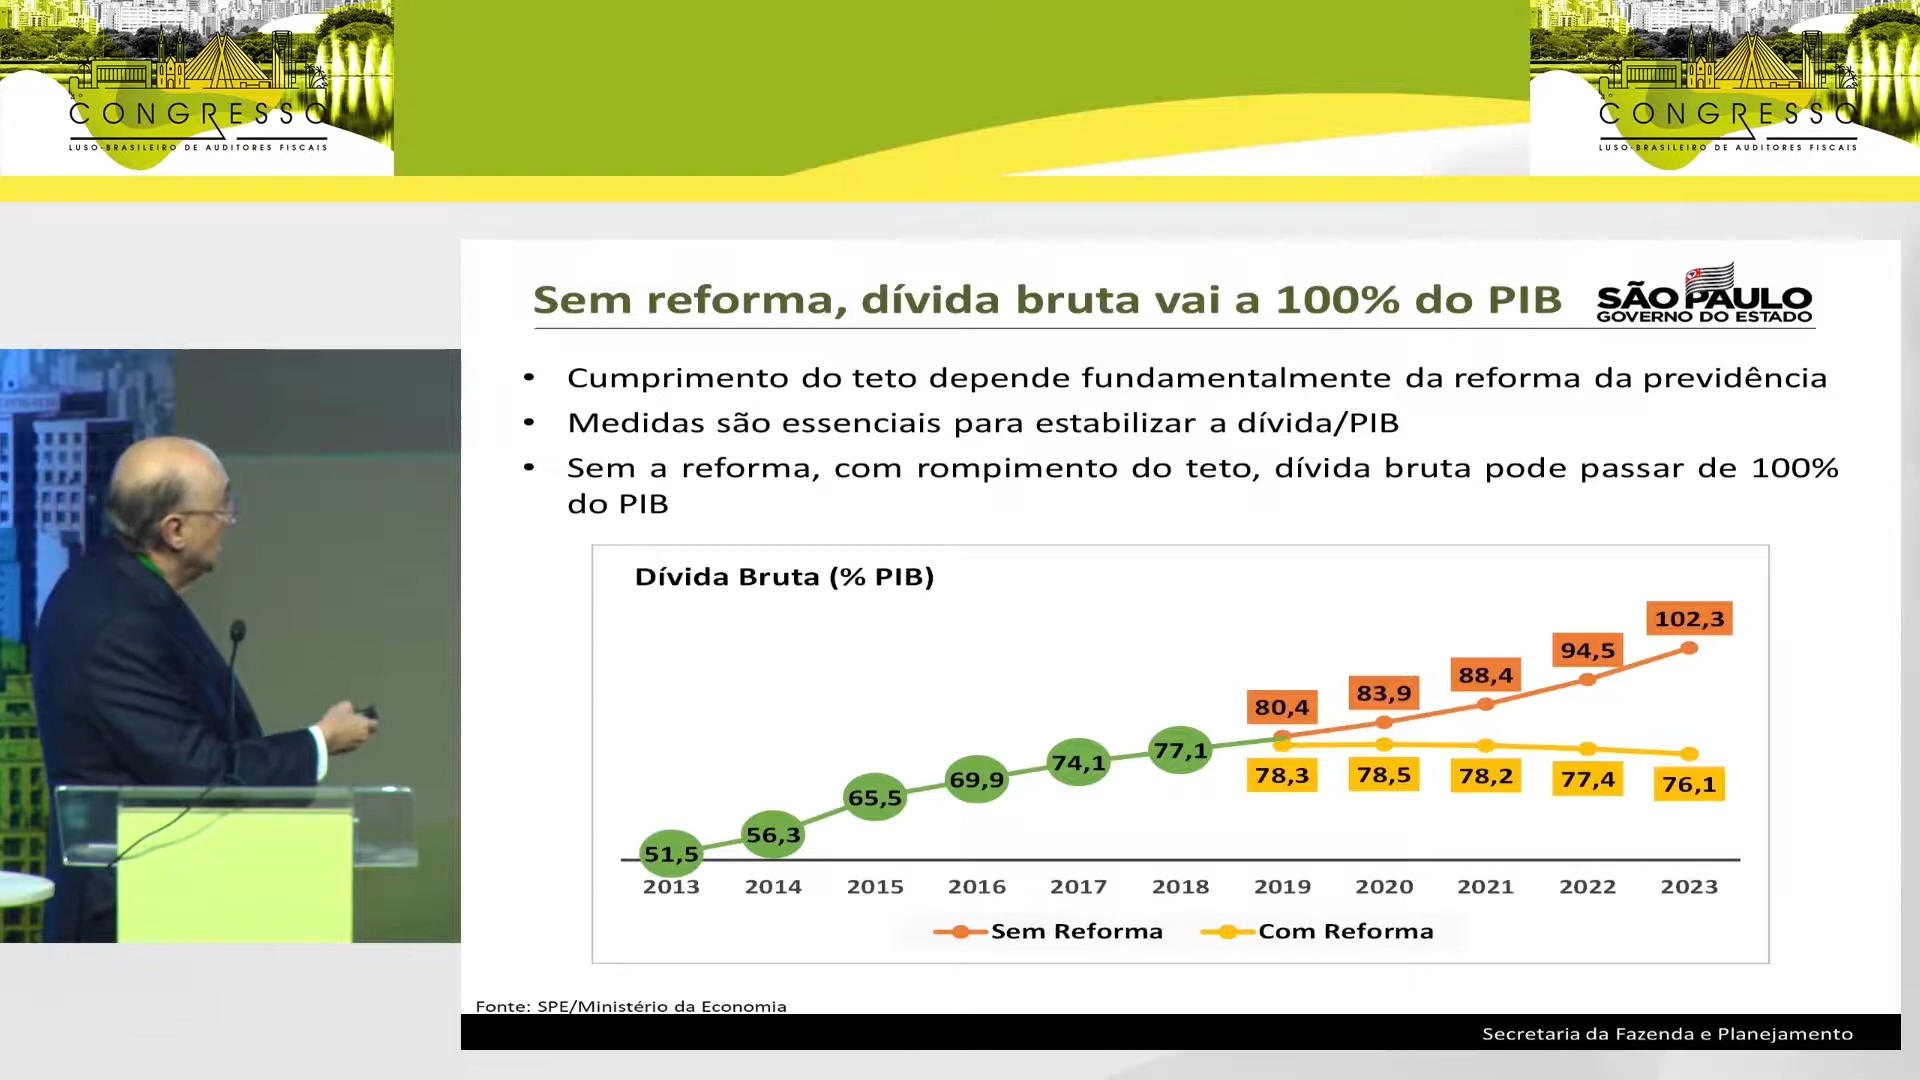 CONGRESSO
LUSO-BRASILEIRO DE AUDITORES FISCAIS
CONGRESSO
LUSO-BRASILEIRO DE AUDITORES FISCAIS
Sem reforma, dívida bruta vai a 100% do PIB
SÃO PAULO
GOVERNO DO ESTADO
• Cumprimento do teto depende fundamentalmente da reforma da previdência
• Medidas são essenciais para estabilizar a dívida/PIB
• Sem a reforma, com rompimento do teto, dívida bruta pode passar de 100%
do PIB
Dívida Bruta (% PIB)
102,3
94,5
88,4
83,9
80,4
77,1
74,1
69,9
65,5
56,3
51,5
78,3 78,5 78,2 77,4 76,1
2013 2014 2015 2016 2017 2018 2019 2020 2021 2022 2023
Sem Reforma Com Reforma
Fonte: SPE/Ministério da Economia
Secretaria da Fazenda e Planejamento